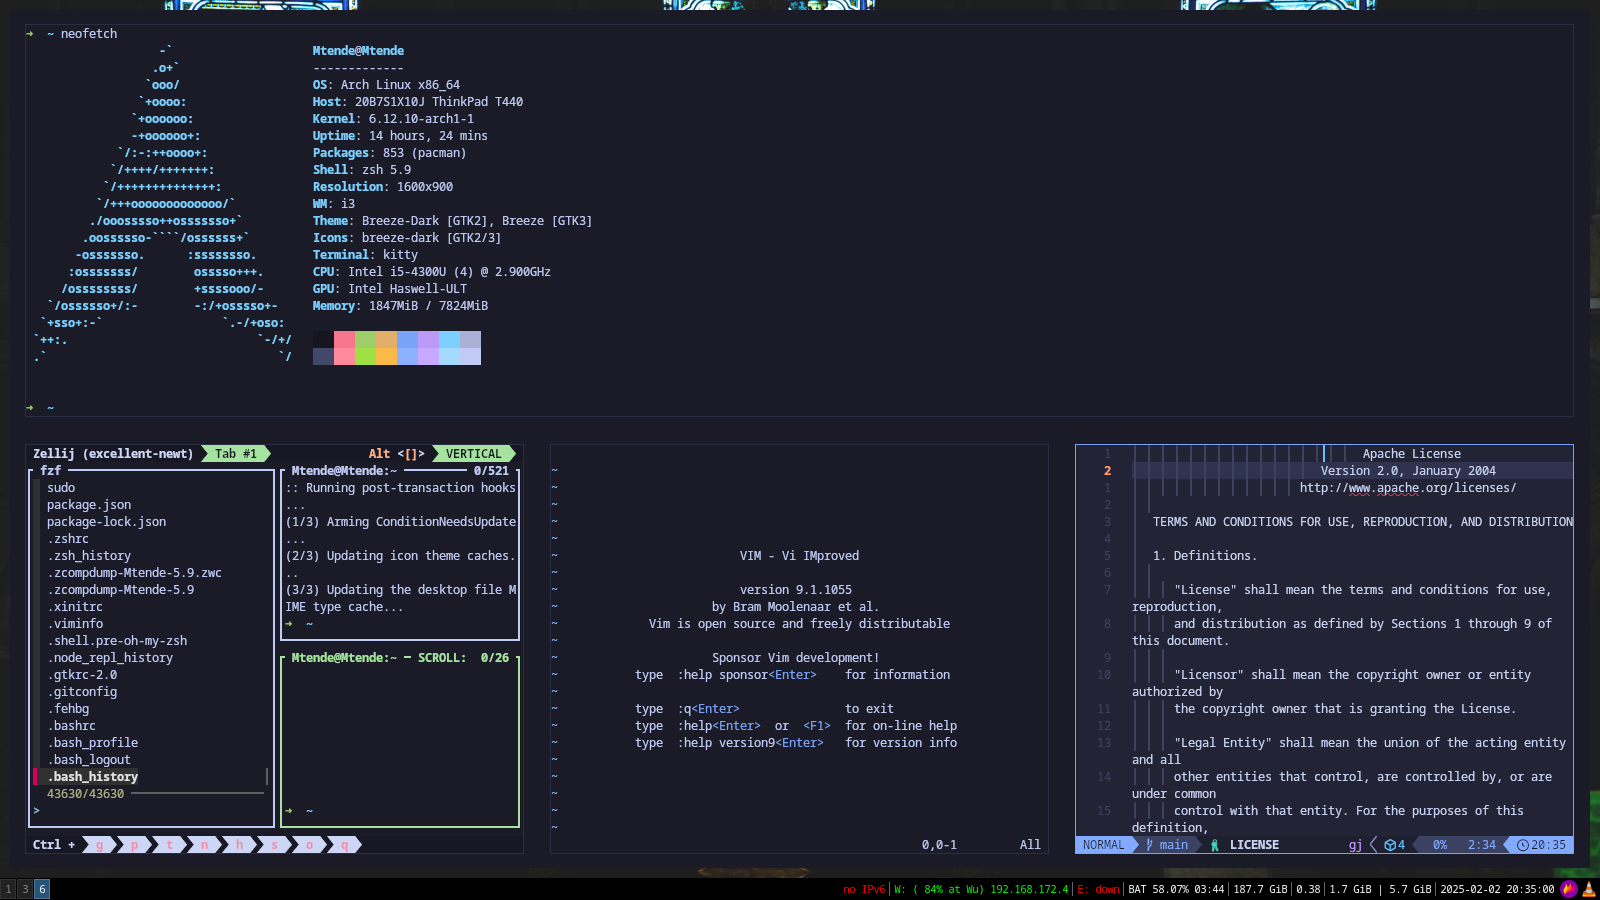 ➜  ~ neofetch
-`
.o+`
`ooo/
`+oooo:
`+oooooo:
-+oooooo+:
`/:-:++oooo+:
`/++++/+++++++:
`/++++++++++++++:
`/+++ooooooooooooo/`
./ooosssso++osssssso+`
.oossssso-````/ossssss+`
-osssssso.      :ssssssso.
:osssssss/        osssso+++.
/ossssssss/        +ssssooo/-
`/ossssso+/:-        -:/+osssso+-
`+sso+:-`                 `.-/+oso:
`++:.                           `-/+/
.`                                 `/
Mtende@Mtende
-------------
OS: Arch Linux x86_64
Host: 20B7S1X10J ThinkPad T440
Kernel: 6.12.10-arch1-1
Uptime: 14 hours, 24 mins
Packages: 853 (pacman)
Shell: zsh 5.9
Resolution: 1600x900
WM: i3
Theme: Breeze-Dark [GTK2], Breeze [GTK3]
Icons: breeze-dark [GTK2/3]
Terminal: kitty
CPU: Intel i5-4300U (4) @ 2.900GHz
GPU: Intel Haswell-ULT
Memory: 1847MiB / 7824MiB
➜  ~
Zellij (excellent-newt) Tab #1 Alt <[]> VERTICAL
fzf
sudo
package.json
package-lock.json
.zshrc
.zsh_history
.zcompdump-Mtende-5.9.zwc
.zcompdump-Mtende-5.9
.xinitrc
.viminfo
.shell.pre-oh-my-zsh
.node_repl_history
.gtkrc-2.0
.gitconfig
.fehbg
.bashrc
.bash_profile
.bash_logout
.bash_history
43630/43630
>
Mtende@Mtende:~ 0/521
:: Running post-transaction hooks
...
(1/3) Arming ConditionNeedsUpdate
...
(2/3) Updating icon theme caches.
..
(3/3) Updating the desktop file M
IME type cache...
➜  ~
Mtende@Mtende:~ SCROLL: 0/26
➜  ~
Ctrl + g p t n h s o q
~
~
~
~
~
~
VIM - Vi IMproved
~
~
version 9.1.1055
~
by Bram Moolenaar et al.
~
Vim is open source and freely distributable
~
~
Sponsor Vim development!
~
type  :help sponsor<Enter>    for information
~
~
type  :q<Enter>               to exit
~
type  :help<Enter>  or  <F1>  for on-line help
~
type  :help version9<Enter>   for version info
~
~
~
~
~
0,0-1 All
1 Apache License
2 Version 2.0, January 2004
1 http://www.apache.org/licenses/
2
3 TERMS AND CONDITIONS FOR USE, REPRODUCTION, AND DISTRIBUTION
4
5 1. Definitions.
6
7 "License" shall mean the terms and conditions for use,
reproduction,
8 and distribution as defined by Sections 1 through 9 of
this document.
9
10 "Licensor" shall mean the copyright owner or entity
authorized by
11 the copyright owner that is granting the License.
12
13 "Legal Entity" shall mean the union of the acting entity
and all
14 other entities that control, are controlled by, or are
under common
15 control with that entity. For the purposes of this
definition,
NORMAL main LICENSE gj 4 0% 2:34 20:35
1 3 6 no IPv6 | W: ( 84% at Wu) 192.168.172.4 | E: down | BAT 58.07% 03:44 | 187.7 GiB | 0.38 | 1.7 GiB | 5.7 GiB | 2025-02-02 20:35:00